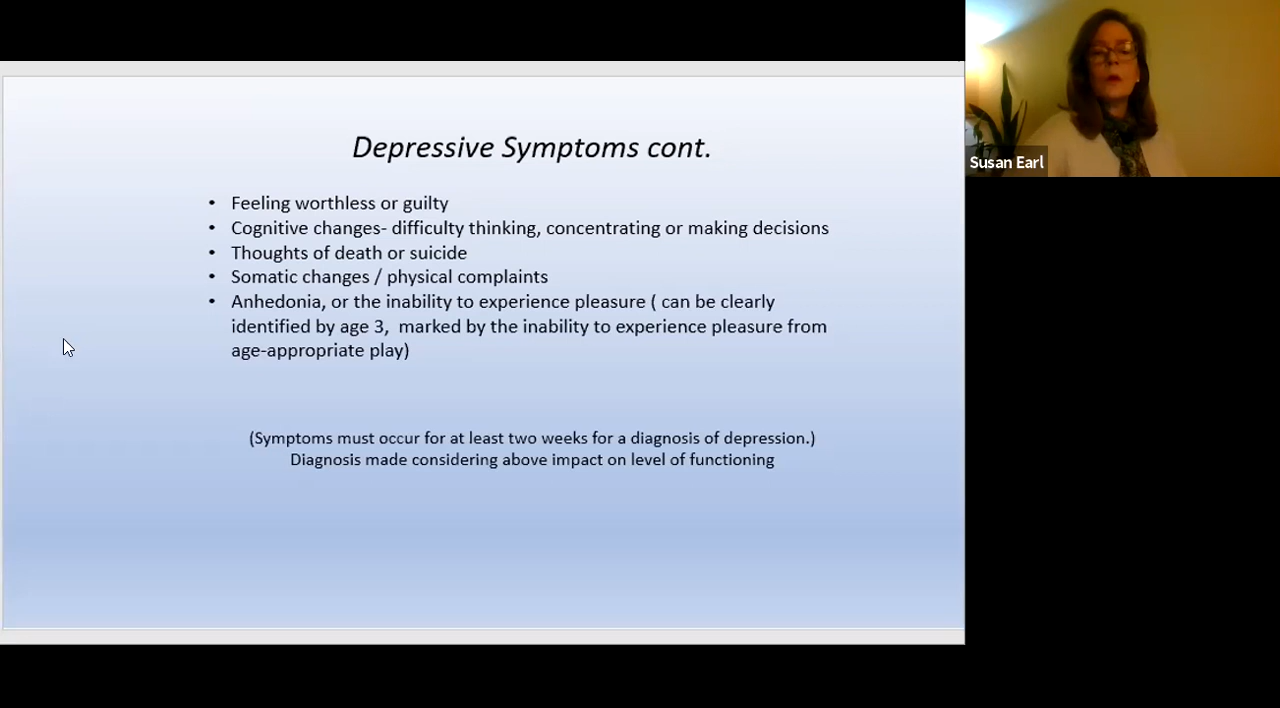 Depressive Symptoms cont.
• Feeling worthless or guilty
• Cognitive changes- difficulty thinking, concentrating or making decisions
• Thoughts of death or suicide
• Somatic changes / physical complaints
• Anhedonia, or the inability to experience pleasure ( can be clearly
identified by age 3,  marked by the inability to experience pleasure from
age-appropriate play)
(Symptoms must occur for at least two weeks for a diagnosis of depression.)
Diagnosis made considering above impact on level of functioning
Susan Earl